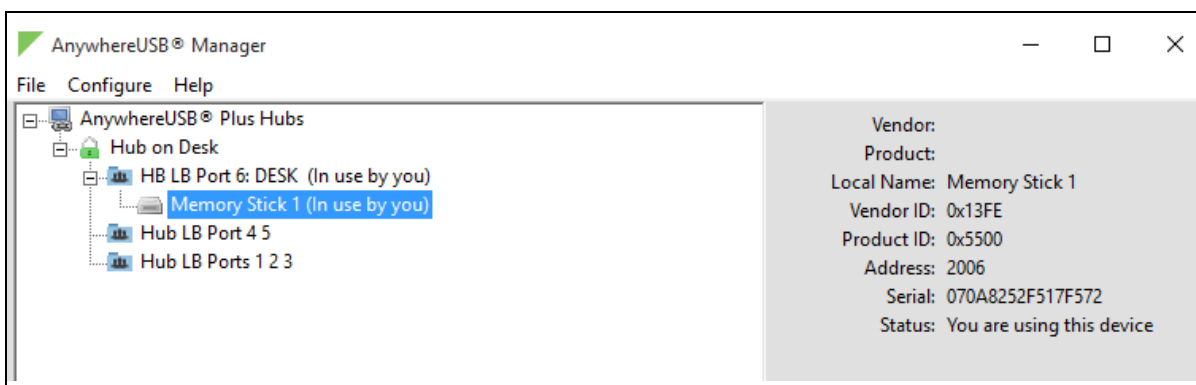 AnywhereUSB® Manager
File Configure Help
AnywhereUSB® Plus Hubs
Hub on Desk
HB LB Port 6: DESK (In use by you)
Memory Stick 1 (In use by you)
Hub LB Port 4 5
Hub LB Ports 1 2 3
Vendor:
Product:
Local Name: Memory Stick 1
Vendor ID: 0x13FE
Product ID: 0x5500
Address: 2006
Serial: 070A8252F517F572
Status: You are using this device